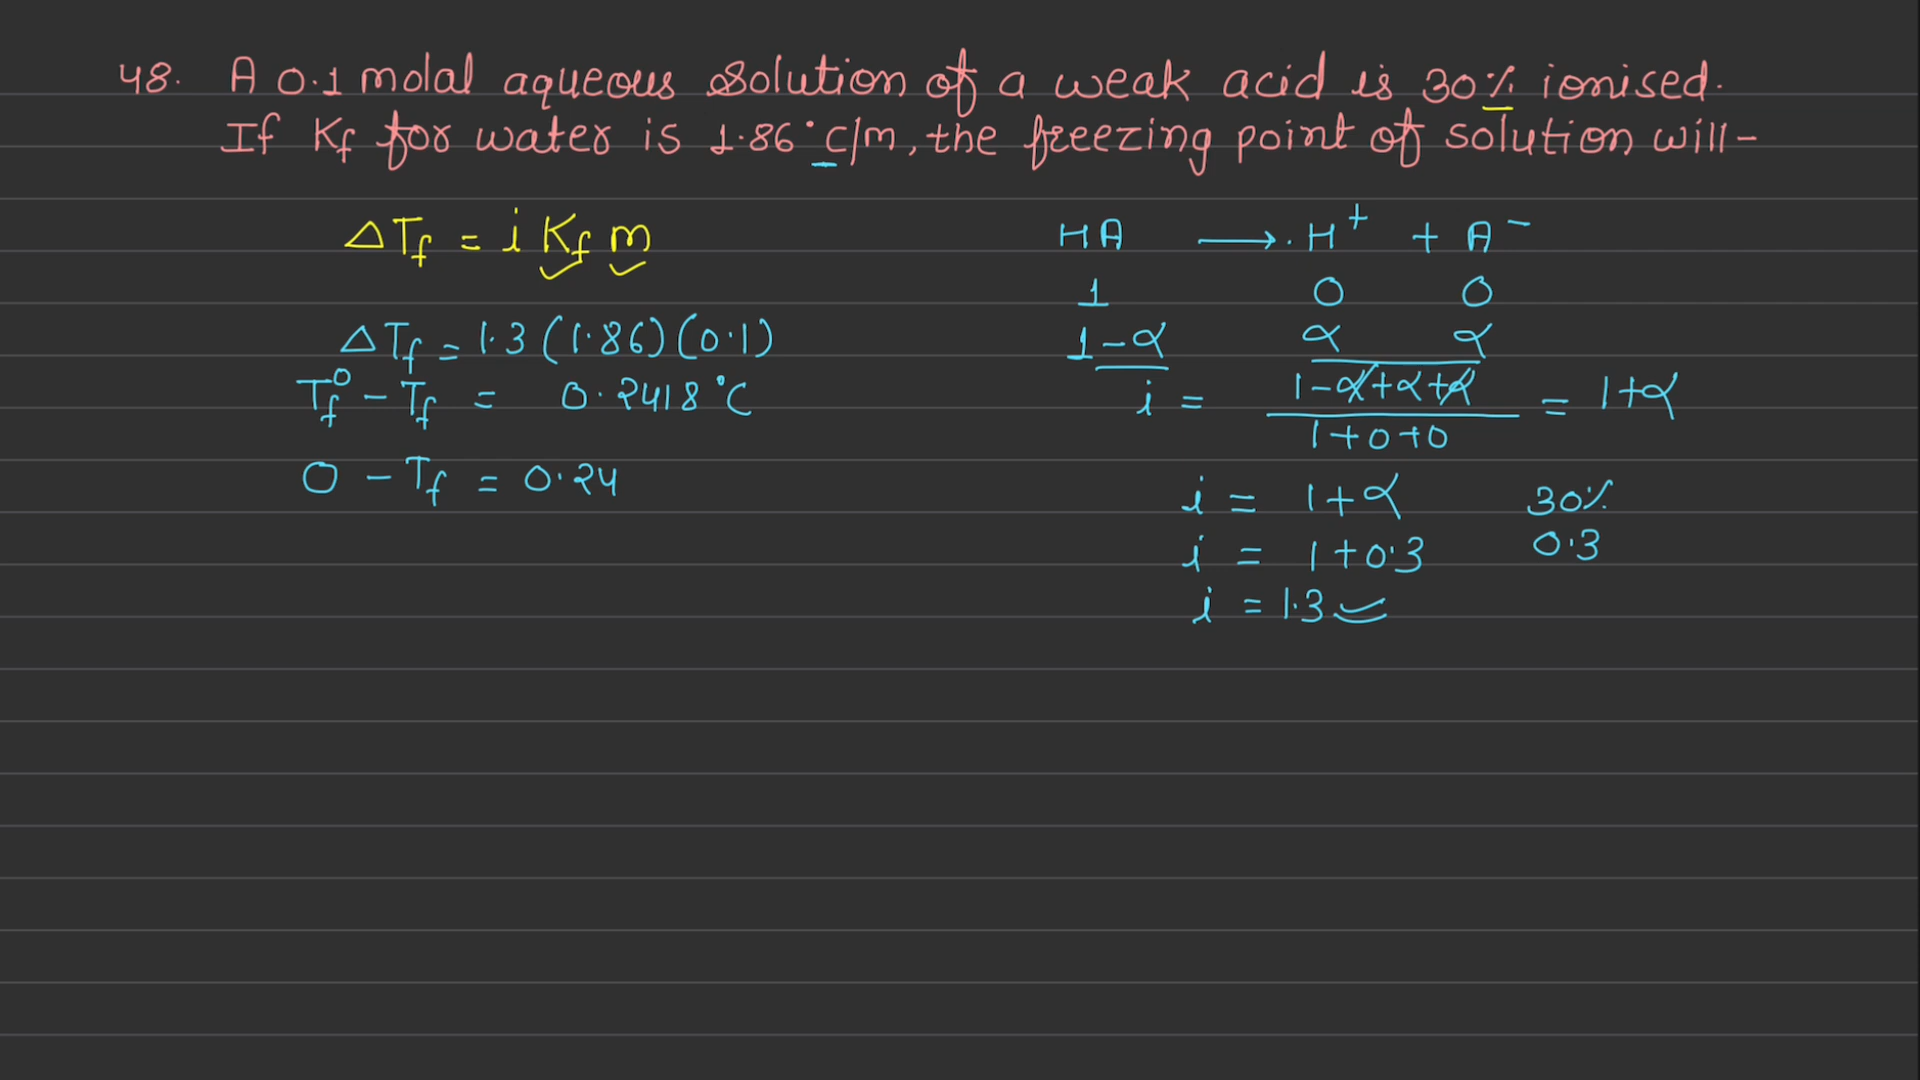 48. A 0.1 molal aqueous solution of a weak acid is 30% ionised.
If Kf for water is 1.86°C/m, the freezing point of solution will-
ΔTf = i Kf m
ΔTf = 1.3 (1.86) (0.1)
Tf° - Tf = 0.2418°C
0 - Tf = 0.24
HA ⟶ H⁺ + A⁻
1 0 0
1-α α α
i = (1-α+α+α)/(1+0+0) = 1+α
i = 1+α 30%
i = 1+0.3 0.3
i = 1.3